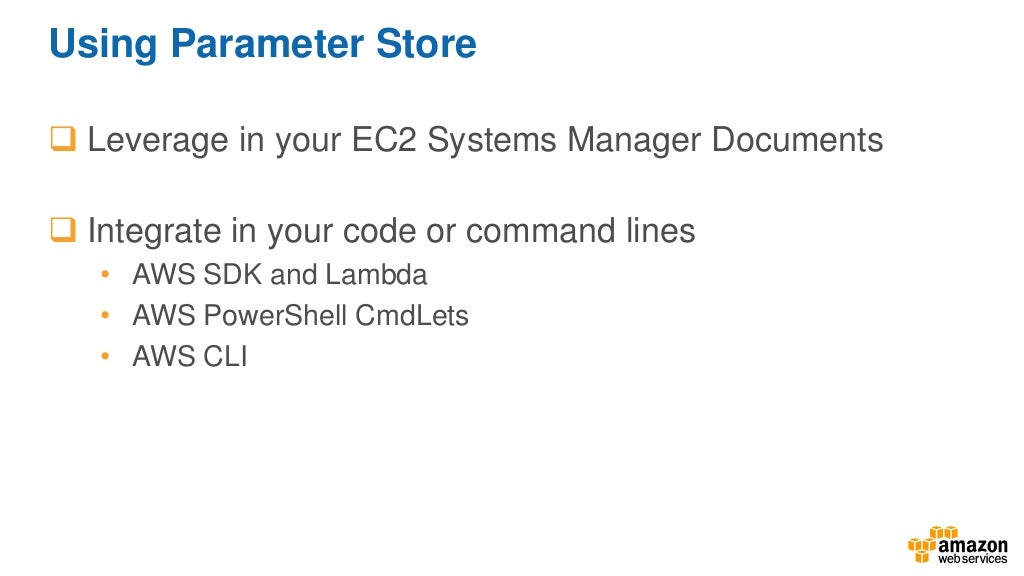 Using Parameter Store
Leverage in your EC2 Systems Manager Documents
Integrate in your code or command lines
• AWS SDK and Lambda
• AWS PowerShell CmdLets
• AWS CLI
amazon
webservices